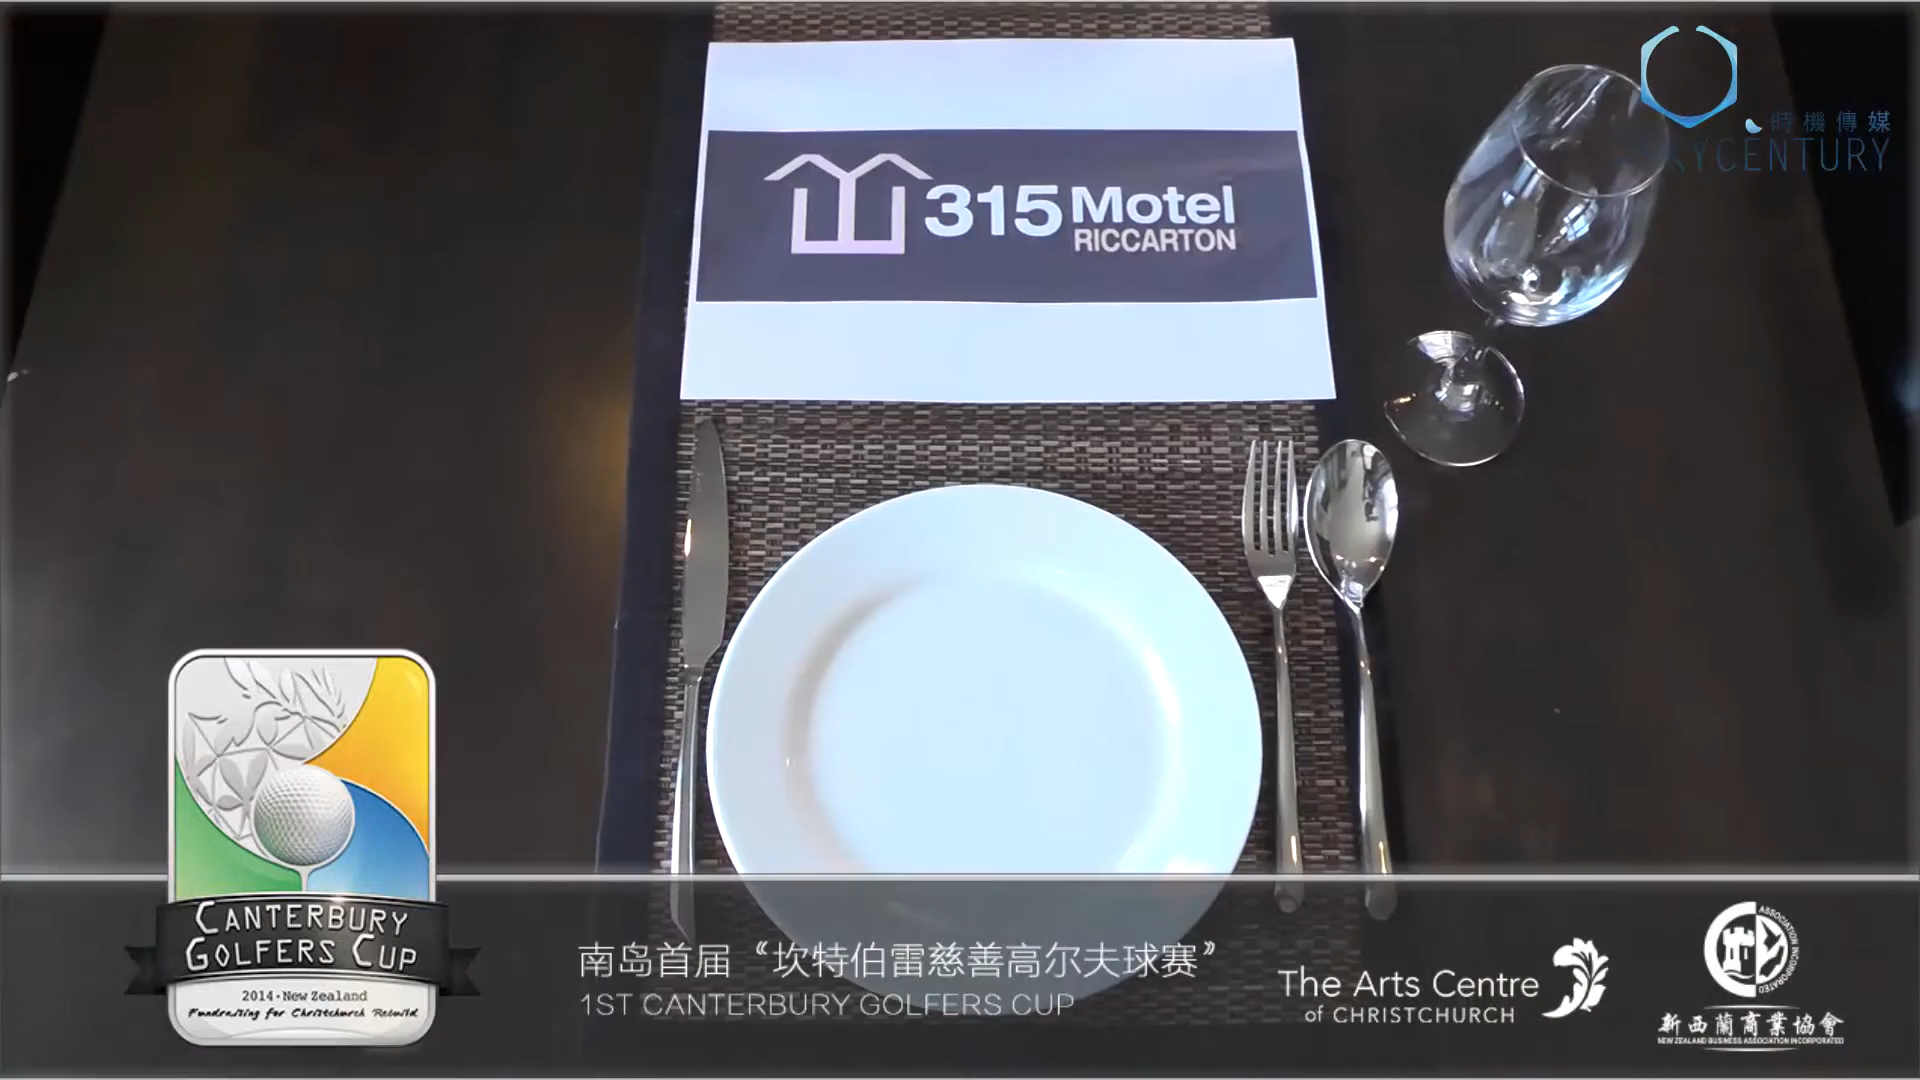 315 Motel
RICCARTON
時機傳媒
KYCENTURY
CANTERBURY
GOLFERS CUP
2014·New Zealand
Fundraising for Christchurch Rebuild
南岛首届“坎特伯雷慈善高尔夫球赛”
1ST CANTERBURY GOLFERS CUP
The Arts Centre
of CHRISTCHURCH
ASSOCIATION INCORPORATED
新西蘭商業協會
NEW ZEALAND BUSINESS ASSOCIATION INCORPORATED